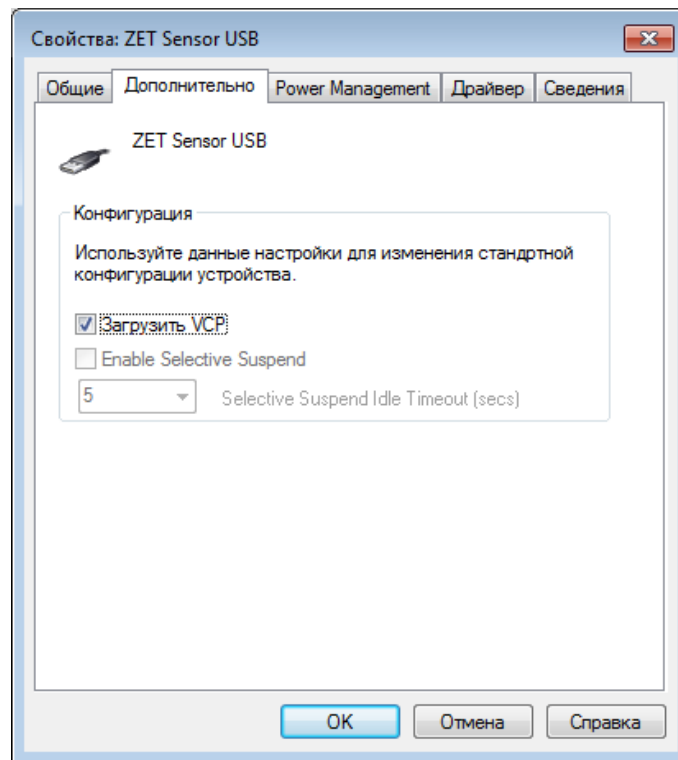 Свойства: ZET Sensor USB
Общие Дополнительно Power Management Драйвер Сведения
ZET Sensor USB
Конфигурация
Используйте данные настройки для изменения стандртной
конфигурации устройства.
Загрузить VCP
Enable Selective Suspend
5 Selective Suspend Idle Timeout (secs)
OK Отмена Справка